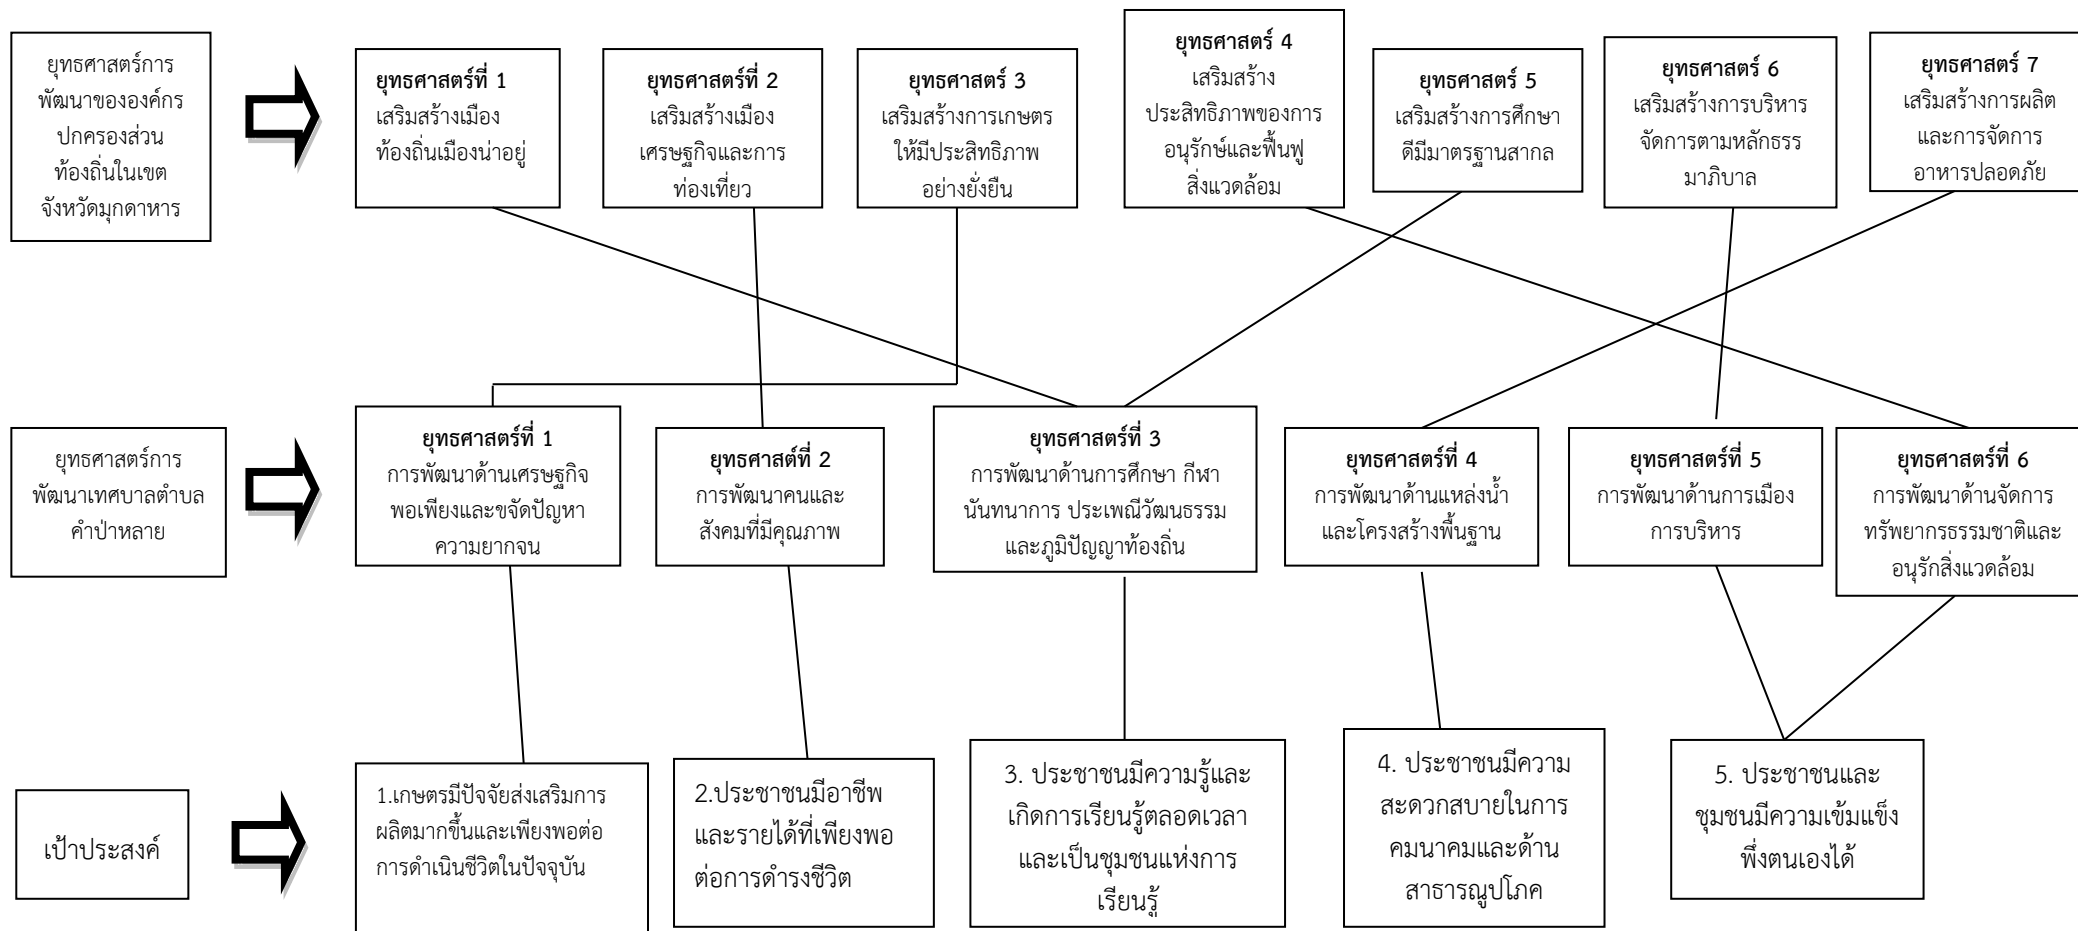 ยุทธศาสตร์การ
พัฒนาขององค์กร
ปกครองส่วน
ท้องถิ่นในเขต
จังหวัดมุกดาหาร
ยุทธศาสตร์ที่ 1
เสริมสร้างเมือง
ท้องถิ่นเมืองน่าอยู่
ยุทธศาสตร์ที่ 2
เสริมสร้างเมือง
เศรษฐกิจและการ
ท่องเที่ยว
ยุทธศาสตร์ 3
เสริมสร้างการเกษตร
ให้มีประสิทธิภาพ
อย่างยั่งยืน
ยุทธศาสตร์ 4
เสริมสร้าง
ประสิทธิภาพของการ
อนุรักษ์และฟื้นฟู
สิ่งแวดล้อม
ยุทธศาสตร์ 5
เสริมสร้างการศึกษา
ดีมีมาตรฐานสากล
ยุทธศาสตร์ 6
เสริมสร้างการบริหาร
จัดการตามหลักธรร
มาภิบาล
ยุทธศาสตร์ 7
เสริมสร้างการผลิต
และการจัดการ
อาหารปลอดภัย
ยุทธศาสตร์การ
พัฒนาเทศบาลตำบล
คำป่าหลาย
ยุทธศาสตร์ที่ 1
การพัฒนาด้านเศรษฐกิจ
พอเพียงและขจัดปัญหา
ความยากจน
ยุทธศาสต์ที่ 2
การพัฒนาคนและ
สังคมที่มีคุณภาพ
ยุทธศาสตร์ที่ 3
การพัฒนาด้านการศึกษา กีฬา
นันทนาการ ประเพณีวัฒนธรรม
และภูมิปัญญาท้องถิ่น
ยุทธศาสตร์ที่ 4
การพัฒนาด้านแหล่งน้ำ
และโครงสร้างพื้นฐาน
ยุทธศาสตร์ที่ 5
การพัฒนาด้านการเมือง
การบริหาร
ยุทธศาสตร์ที่ 6
การพัฒนาด้านจัดการ
ทรัพยากรธรรมชาติและ
อนุรักสิ่งแวดล้อม
เป้าประสงค์
1.เกษตรมีปัจจัยส่งเสริมการ
ผลิตมากขึ้นและเพียงพอต่อ
การดำเนินชีวิตในปัจจุบัน
2.ประชาชนมีอาชีพ
และรายได้ที่เพียงพอ
ต่อการดำรงชีวิต
3. ประชาชนมีความรู้และ
เกิดการเรียนรู้ตลอดเวลา
และเป็นชุมชนแห่งการ
เรียนรู้
4. ประชาชนมีความ
สะดวกสบายในการ
คมนาคมและด้าน
สาธารณูปโภค
5. ประชาชนและ
ชุมชนมีความเข้มแข็ง
พึ่งตนเองได้